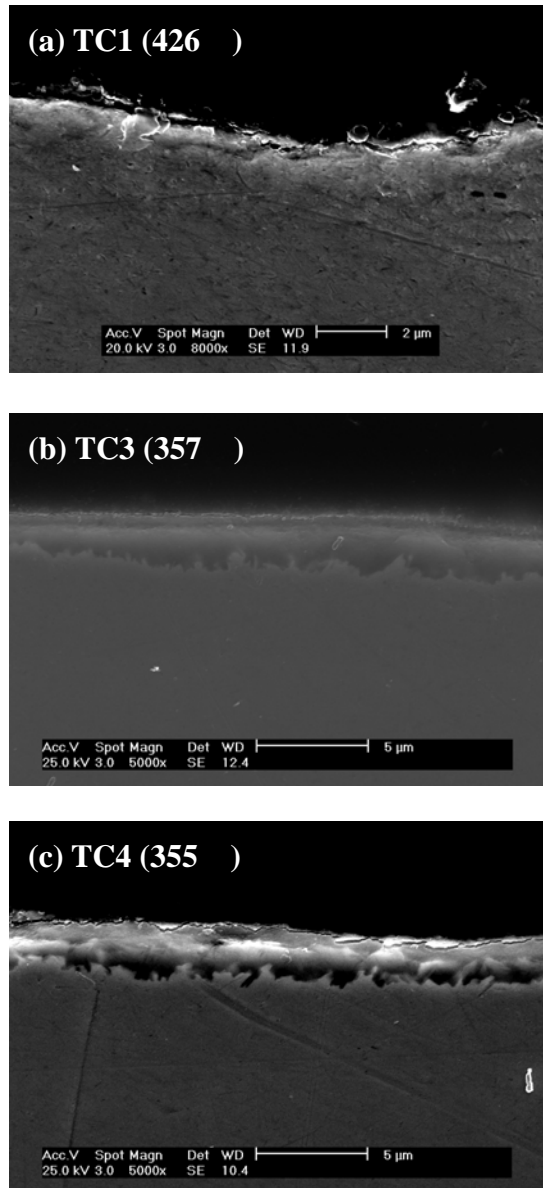 (a) TC1 (426    )
Acc.V Spot Magn Det WD 2 µm
20.0 kV 3.0 8000x SE 11.9
(b) TC3 (357    )
Acc.V Spot Magn Det WD 5 µm
25.0 kV 3.0 5000x SE 12.4
(c) TC4 (355    )
Acc.V Spot Magn Det WD 5 µm
25.0 kV 3.0 5000x SE 10.4